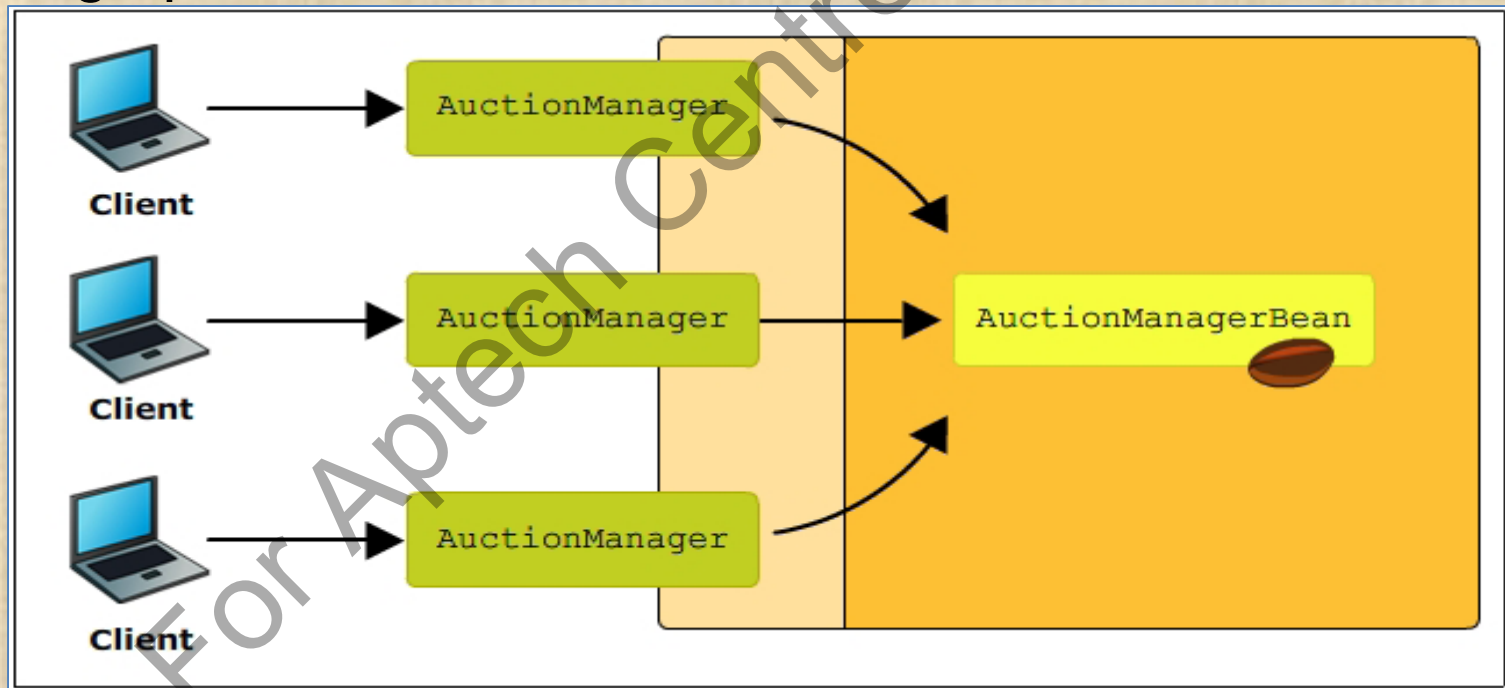 AuctionManager
Client
AuctionManager
AuctionManagerBean
Client
AuctionManager
Client
For Aptech Centre